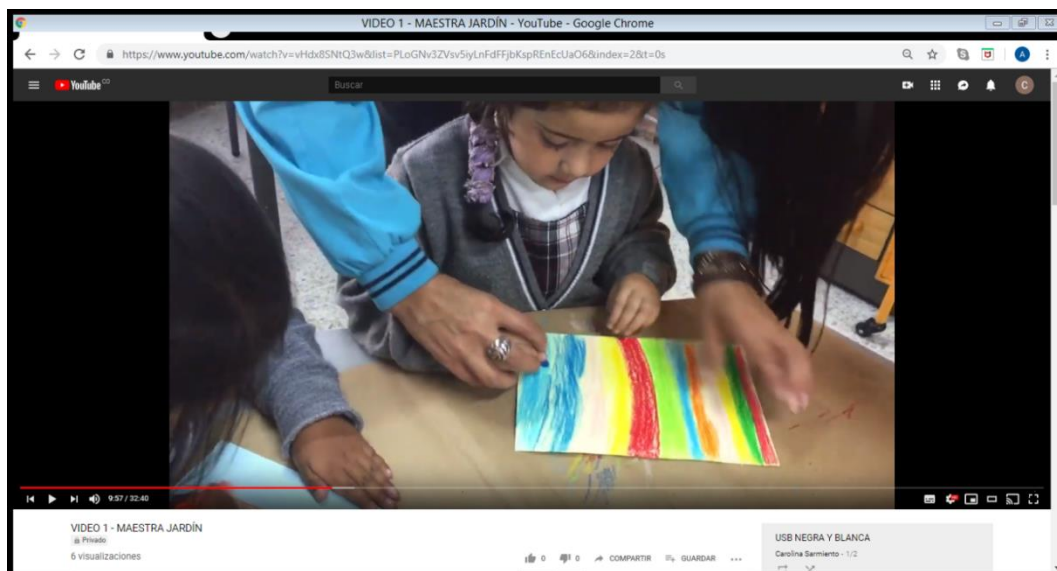 VIDEO 1 - MAESTRA JARDÍN - YouTube - Google Chrome
https://www.youtube.com/watch?v=vHdx8SNtQ3w&list=PLoGNv3ZVsv5iyLnFdFFjbKspREnEcUaO6&index=2&t=0s
A
YouTube CO
Buscar
C
9:57 / 32:40
VIDEO 1 - MAESTRA JARDÍN
Privado
6 visualizaciones
0 0 COMPARTIR GUARDAR
USB NEGRA Y BLANCA
Carolina Sarmiento - 1/2